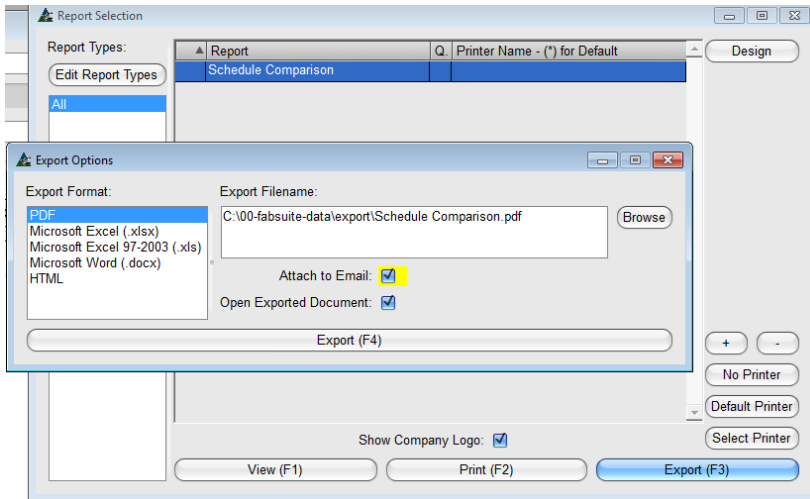 Report Selection
Report Types:
Edit Report Types
All
Report Q. Printer Name - (*) for Default
Schedule Comparison
Design
Export Options
Export Format:
PDF
Microsoft Excel (.xlsx)
Microsoft Excel 97-2003 (.xls)
Microsoft Word (.docx)
HTML
Export Filename:
C:\00-fabsuite-data\export\Schedule Comparison.pdf
Browse
Attach to Email:
Open Exported Document:
Export (F4)
+ -
No Printer
Default Printer
Select Printer
Show Company Logo:
View (F1) Print (F2) Export (F3)